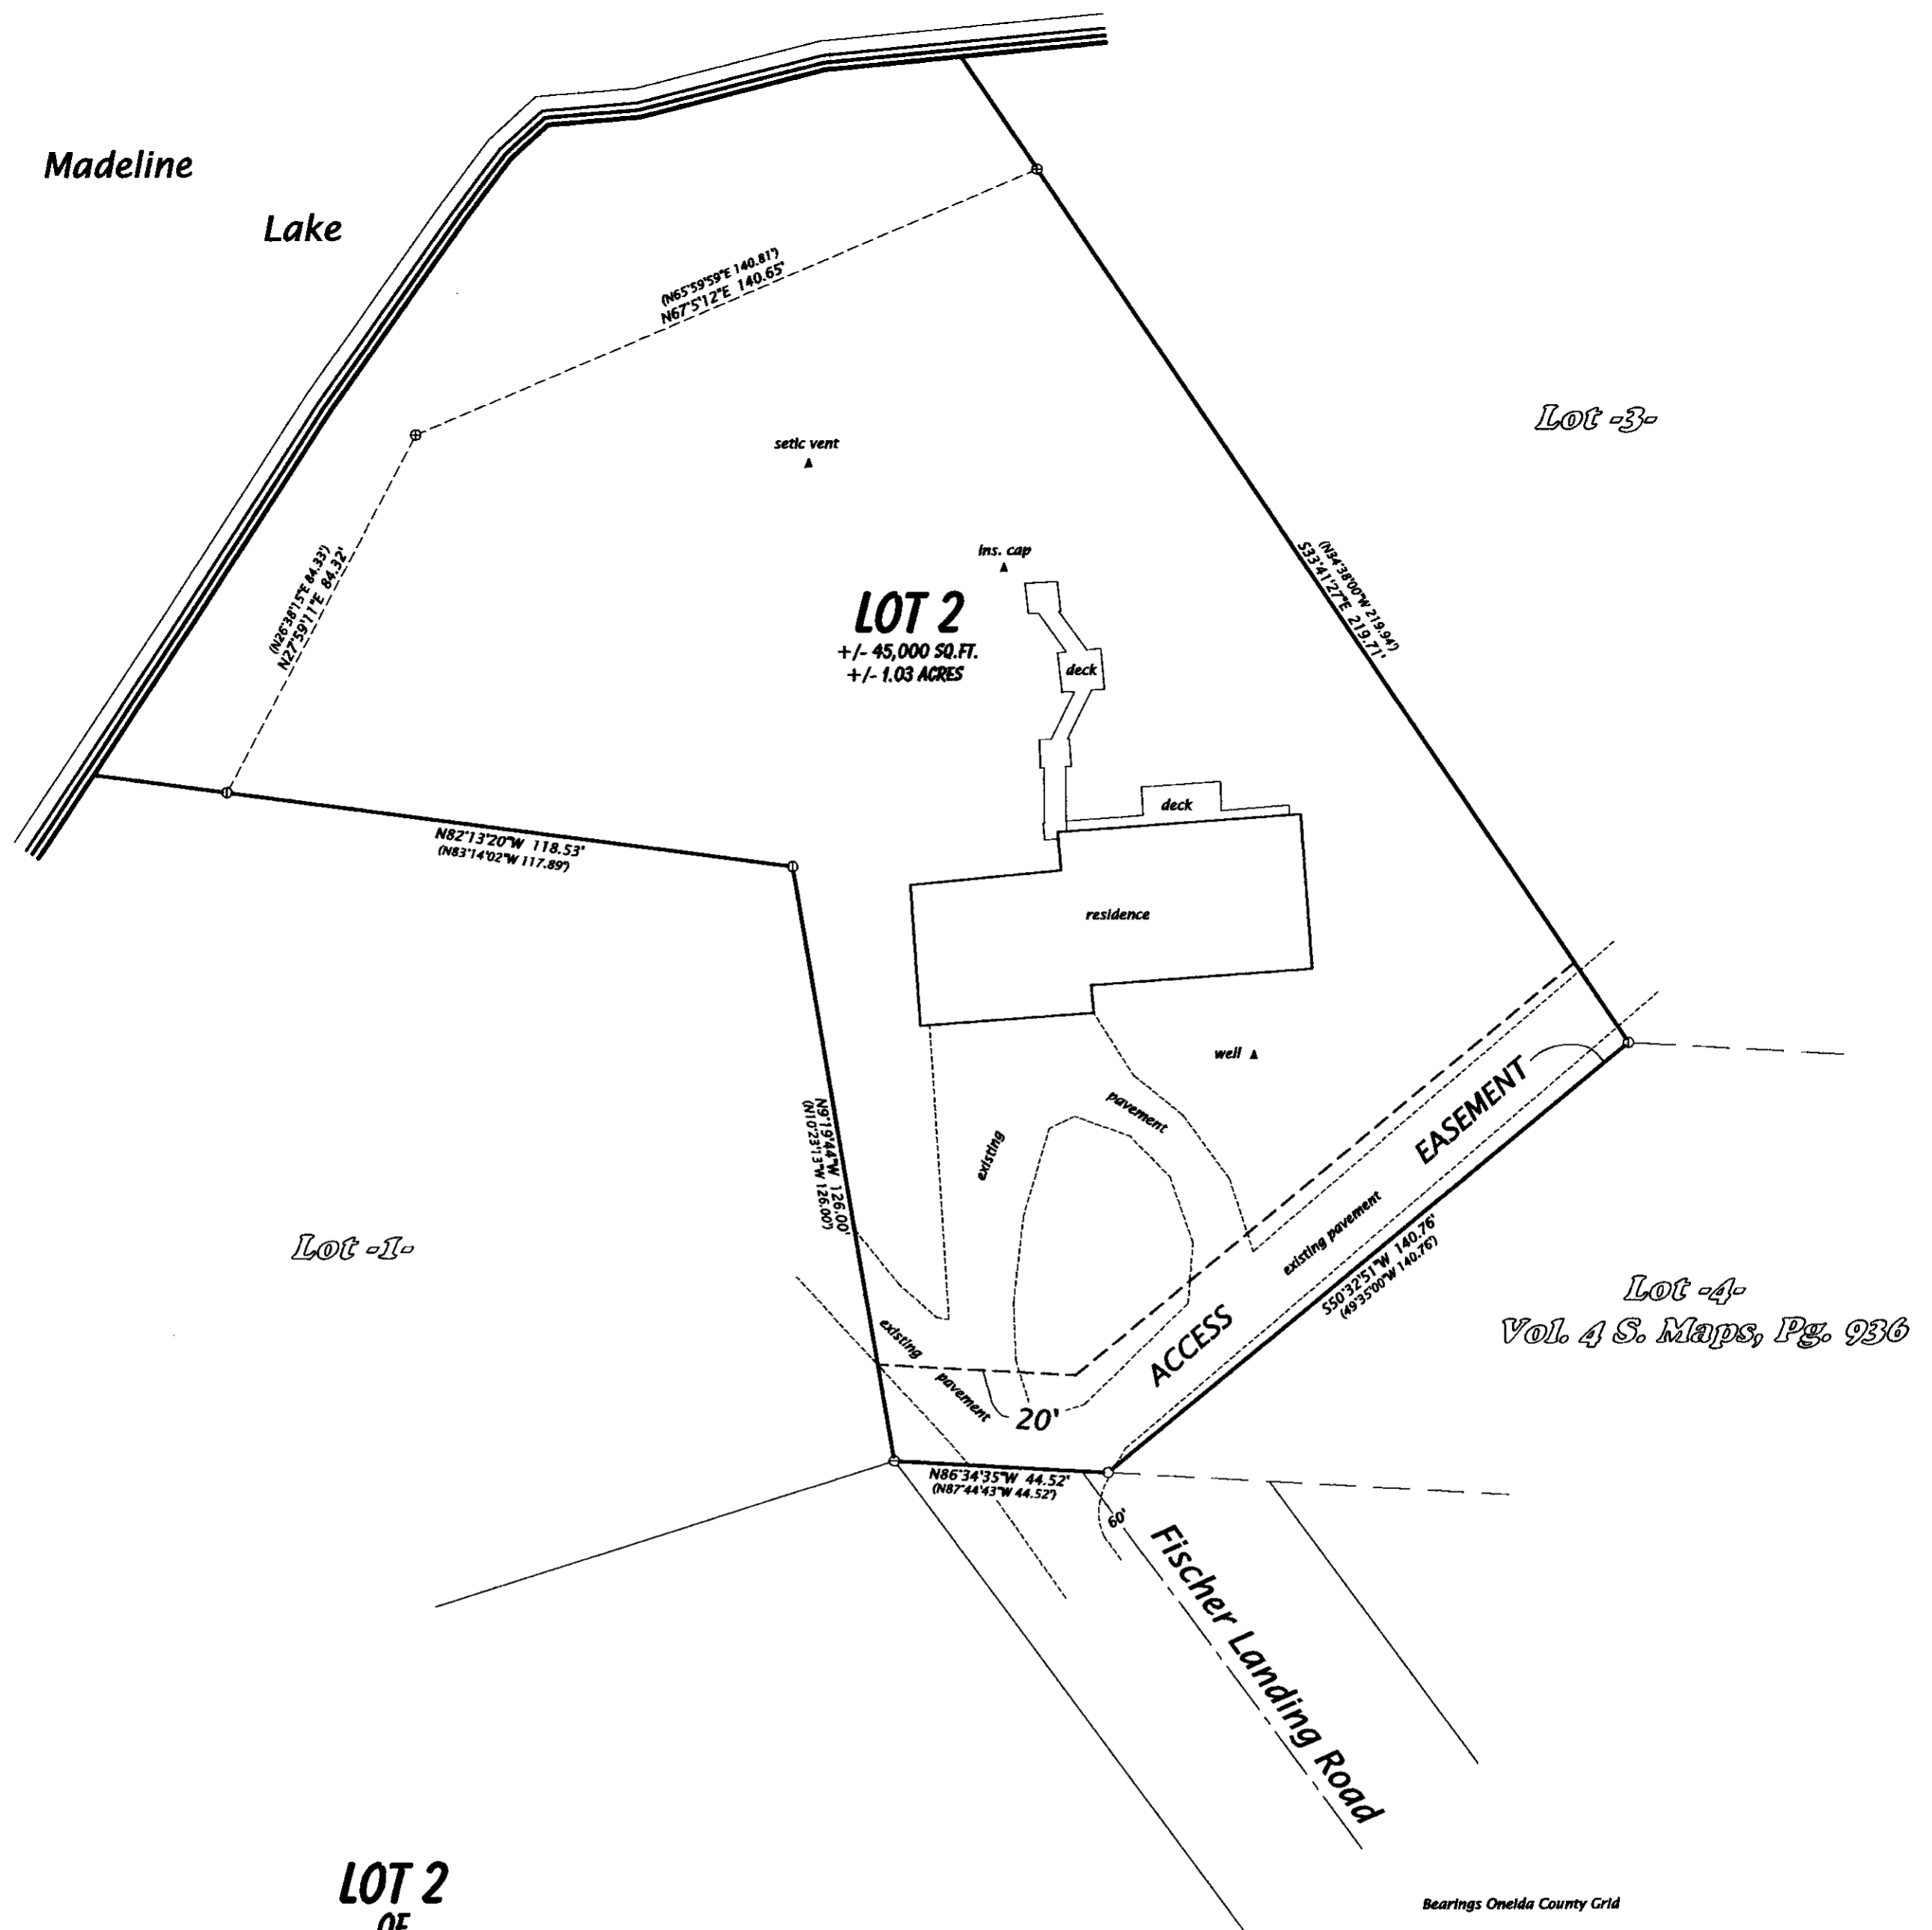 Madeline
Lake
(N65°59'59"E 140.81')
N67°5'12"E 140.65'
Lot -3-
setic vent
(N26°38'15"E 84.33')
N27°59'11"E 84.32'
ins. cap
(N34°38'00"W 219.94')
S33°41'27"E 219.71'
LOT 2
+/- 45,000 SQ.FT.
+/- 1.03 ACRES
deck
deck
N82°13'20"W 118.53'
(N83°14'02"W 117.89')
residence
well
EASEMENT
pavement
existing
N9°19'44"W 126.00'
(N10°23'13"W 126.00')
existing pavement
S50°32'51"W 140.76'
(49°35'00"W 140.76')
Lot -1-
Lot -4-
Vol. 4 S. Maps, Pg. 936
existing
pavement
ACCESS
20'
N86°34'35"W 44.52'
(N87°44'43"W 44.52')
60'
Fischer Landing Road
LOT 2
OF
Bearings Oneida County Grid